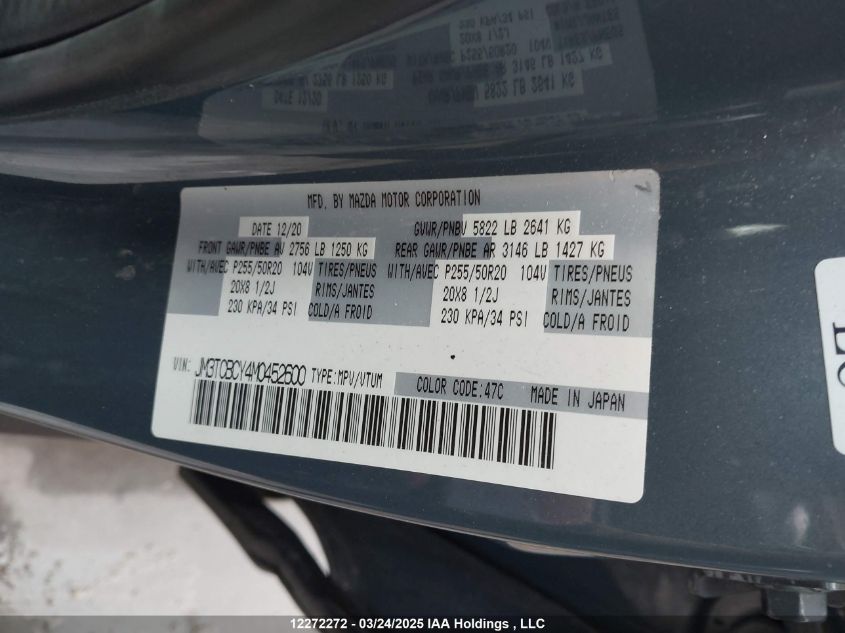 MFD. BY MAZDA MOTOR CORPORATION
DATE 12/20 GVWR/PNBV 5822 LB 2641 KG
FRONT GAWR/PNBE AV 2756 LB 1250 KG REAR GAWR/PNBE AR 3146 LB 1427 KG
WITH/AVEC P255/50R20 104V TIRES/PNEUS WITH/AVEC P255/50R20 104V TIRES/PNEUS
20X8 1/2J RIMS/JANTES 20X8 1/2J RIMS/JANTES
230 KPA/34 PSI COLD/A FROID 230 KPA/34 PSI COLD/A FROID
VIN: JM3TCBCY4M0452600 TYPE:MPV/VTUM COLOR CODE:47C MADE IN JAPAN
12272272 - 03/24/2025 IAA Holdings , LLC